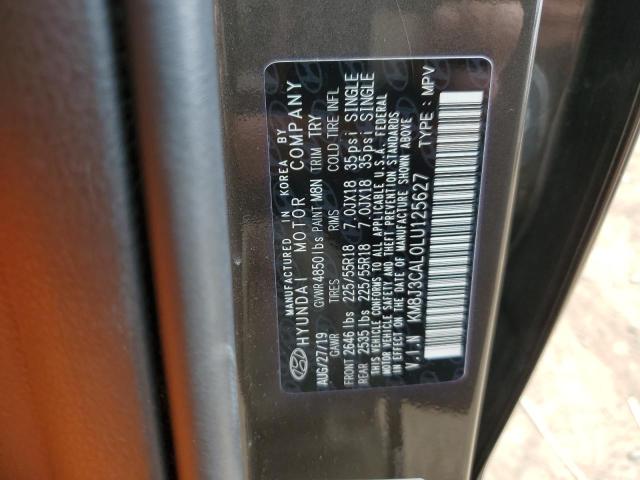 MANUFACTURED IN KOREA BY
HYUNDAI MOTOR COMPANY
AUG/27/19 GVWR 4850 lbs PAINT M8N TRIM TRY
GAWR TIRES RIMS COLD TIRE INFL
FRONT 2646 lbs 225/55R18 7.0JX18 35psi SINGLE
REAR 2535 lbs 225/55R18 7.0JX18 35psi SINGLE
THIS VEHICLE CONFORMS TO ALL APPLICABLE U.S.A. FEDERAL
MOTOR VEHICLE SAFETY AND THEFT PREVENTION STANDARDS
IN EFFECT ON THE DATE OF MANUFACTURE SHOWN ABOVE
V.I.N KM8J3CAL0LU125627 TYPE : MPV